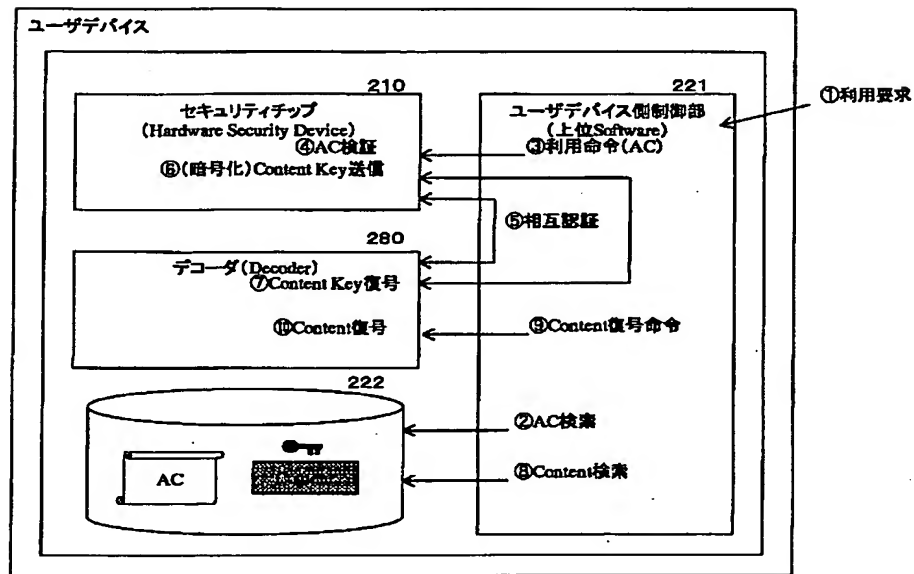 ユーザデバイス
210
セキュリティチップ
(Hardware Security Device)
④AC検証
⑥(暗号化)Content Key送信
221
ユーザデバイス側制御部
(上位Software)
③利用命令(AC)
①利用要求
⑤相互認証
280
デコーダ(Decoder)
⑦Content Key復号
⑩Content復号
⑨Content復号命令
222
②AC検索
AC
⑧Content検索